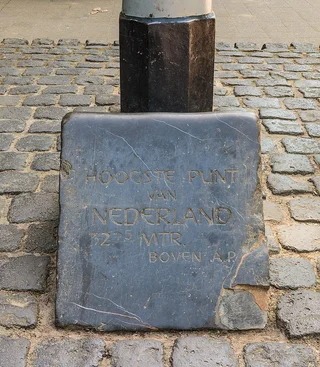 HOOGSTE PUNT
VAN
NEDERLAND
MTR
BOVEN A.P.